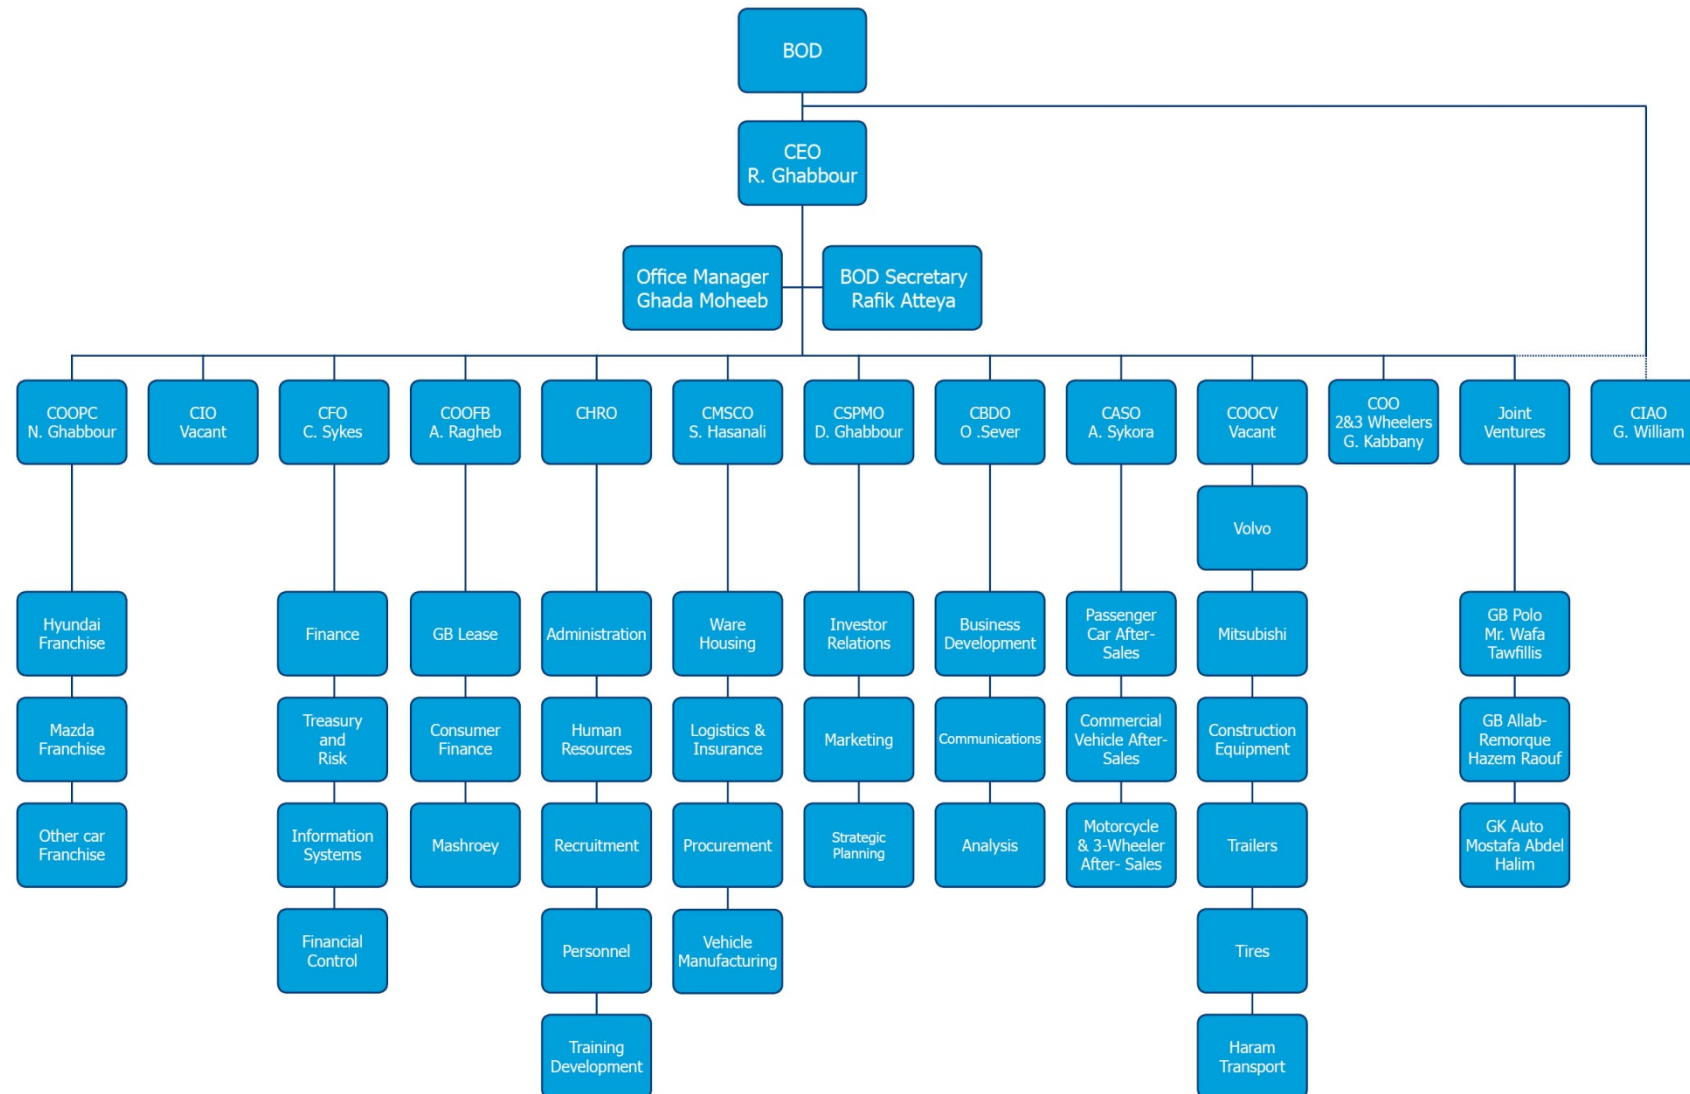 BOD
CEO
R. Ghabbour
Office Manager
Ghada Moheeb
BOD Secretary
Rafik Atteya
COOPC
N. Ghabbour
CIO
Vacant
CFO
C. Sykes
COOFB
A. Ragheb
CHRO
CMSCO
S. Hasanali
CSPMO
D. Ghabbour
CBDO
O .Sever
CASO
A. Sykora
COOCV
Vacant
COO
2&3 Wheelers
G. Kabbany
Joint
Ventures
CIAO
G. William
Volvo
Hyundai
Franchise
Finance
GB Lease
Administration
Ware
Housing
Investor
Relations
Business
Development
Passenger
Car After-
Sales
Mitsubishi
GB Polo
Mr. Wafa
Tawfillis
Mazda
Franchise
Treasury
and
Risk
Consumer
Finance
Human
Resources
Logistics &
Insurance
Marketing
Communications
Commercial
Vehicle After-
Sales
Construction
Equipment
GB Allab-
Remorque
Hazem Raouf
Other car
Franchise
Information
Systems
Mashroey
Recruitment
Procurement
Strategic
Planning
Analysis
Motorcycle
& 3-Wheeler
After- Sales
Trailers
GK Auto
Mostafa Abdel
Halim
Financial
Control
Personnel
Vehicle
Manufacturing
Tires
Training
Development
Haram
Transport